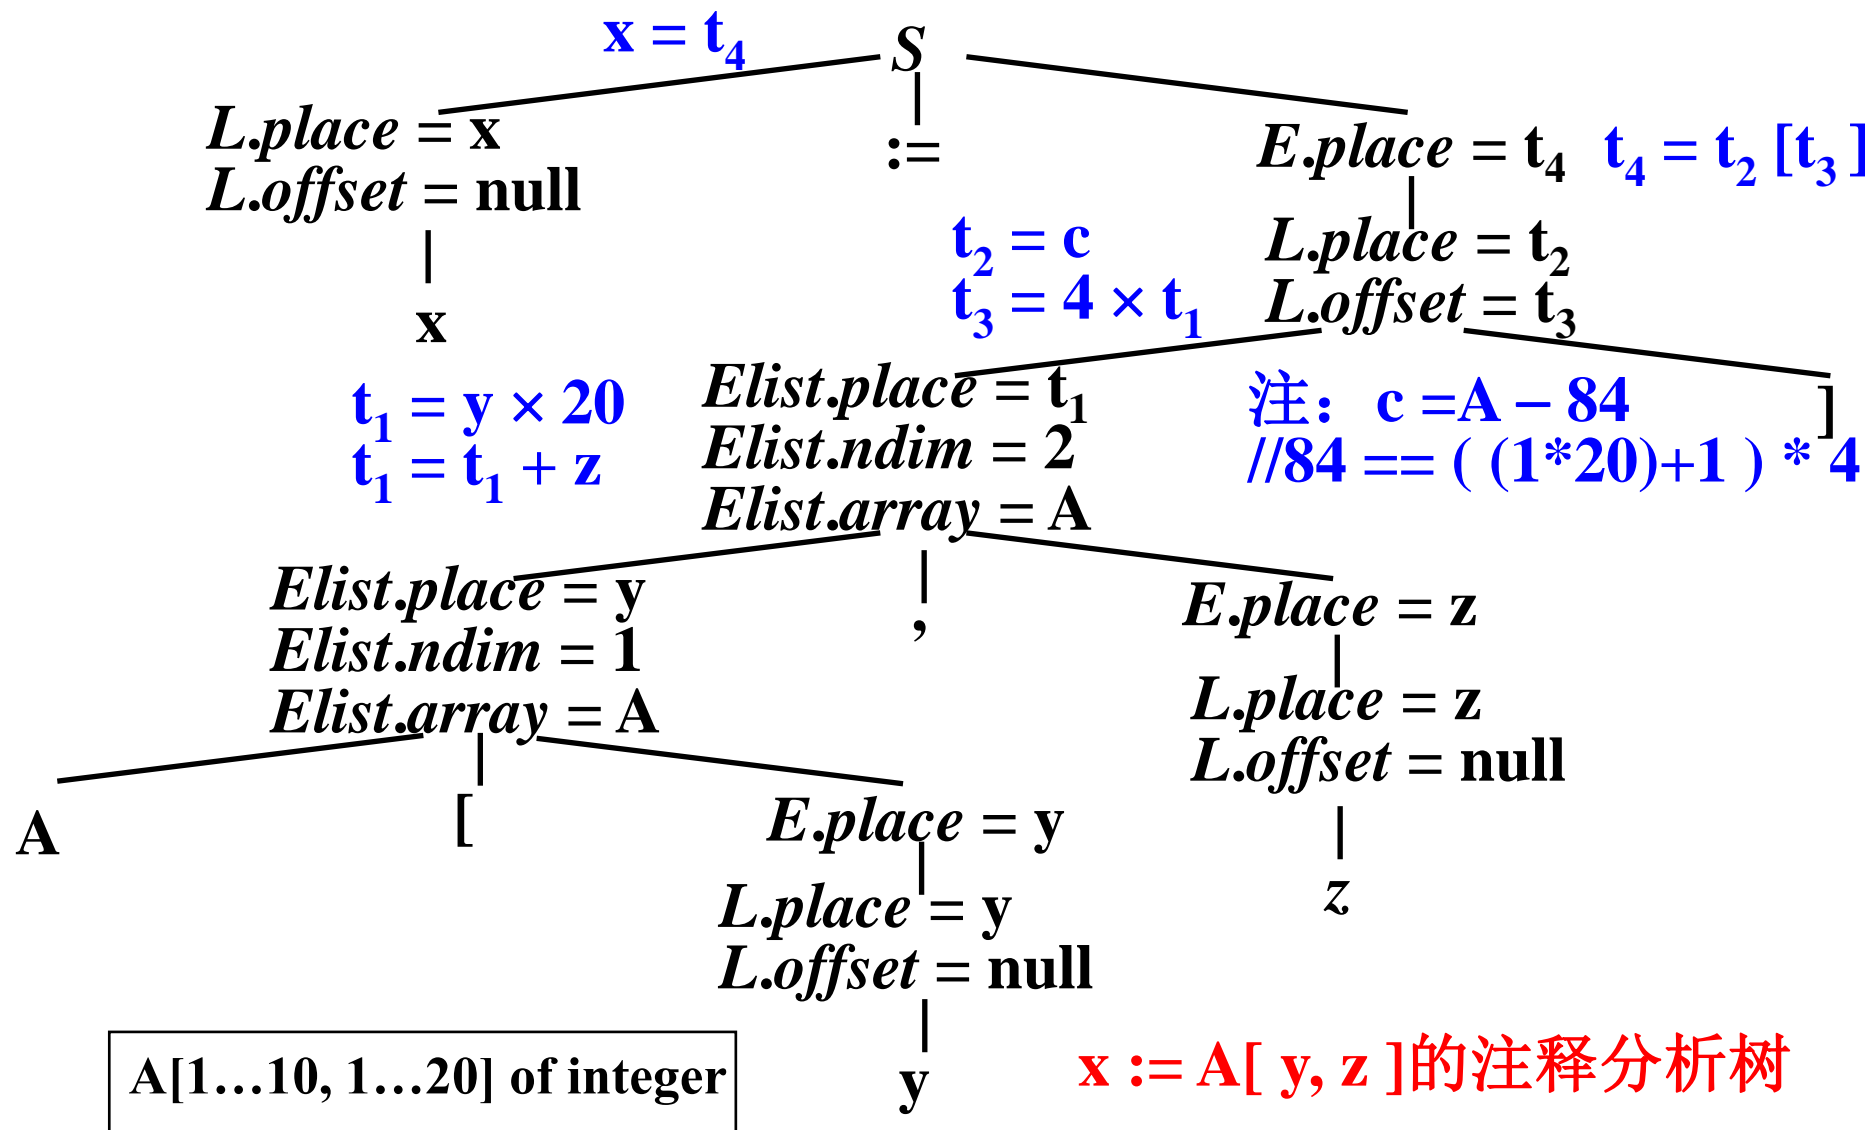 x = t₄
S
L.place = x
L.offset = null
:=
E.place = t₄
t₄ = t₂ [t₃ ]
x
t₂ = c
t₃ = 4 × t₁
L.place = t₂
L.offset = t₃
t₁ = y × 20
t₁ = t₁ + z
Elist.place = t₁
Elist.ndim = 2
Elist.array = A
注：c =A – 84
//84 == ( (1*20)+1 ) * 4
]
Elist.place = y
Elist.ndim = 1
Elist.array = A
,
E.place = z
L.place = z
L.offset = null
A
[
E.place = y
z
L.place = y
L.offset = null
y
A[1…10, 1…20] of integer
x := A[ y, z ]的注释分析树